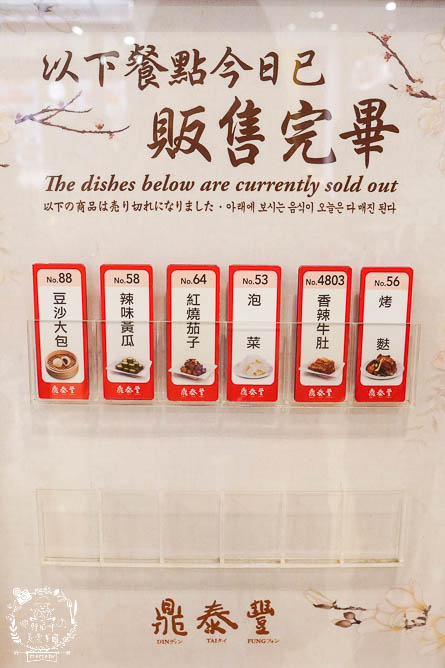 以下餐點今日已
販售完畢
The dishes below are currently sold out
以下の商品は売り切れになりました・아래에 보시는 음식이 오늘은 다 매진 된다
No.88
豆沙大包
鼎泰豐
No.58
辣味黃瓜
鼎泰豐
No.64
紅燒茄子
鼎泰豐
No.53
泡菜
鼎泰豐
No.4803
香辣牛肚
鼎泰豐
No.56
烤麩
鼎泰豐
鼎泰豐
DINディン TAIタイ FUNGフォン